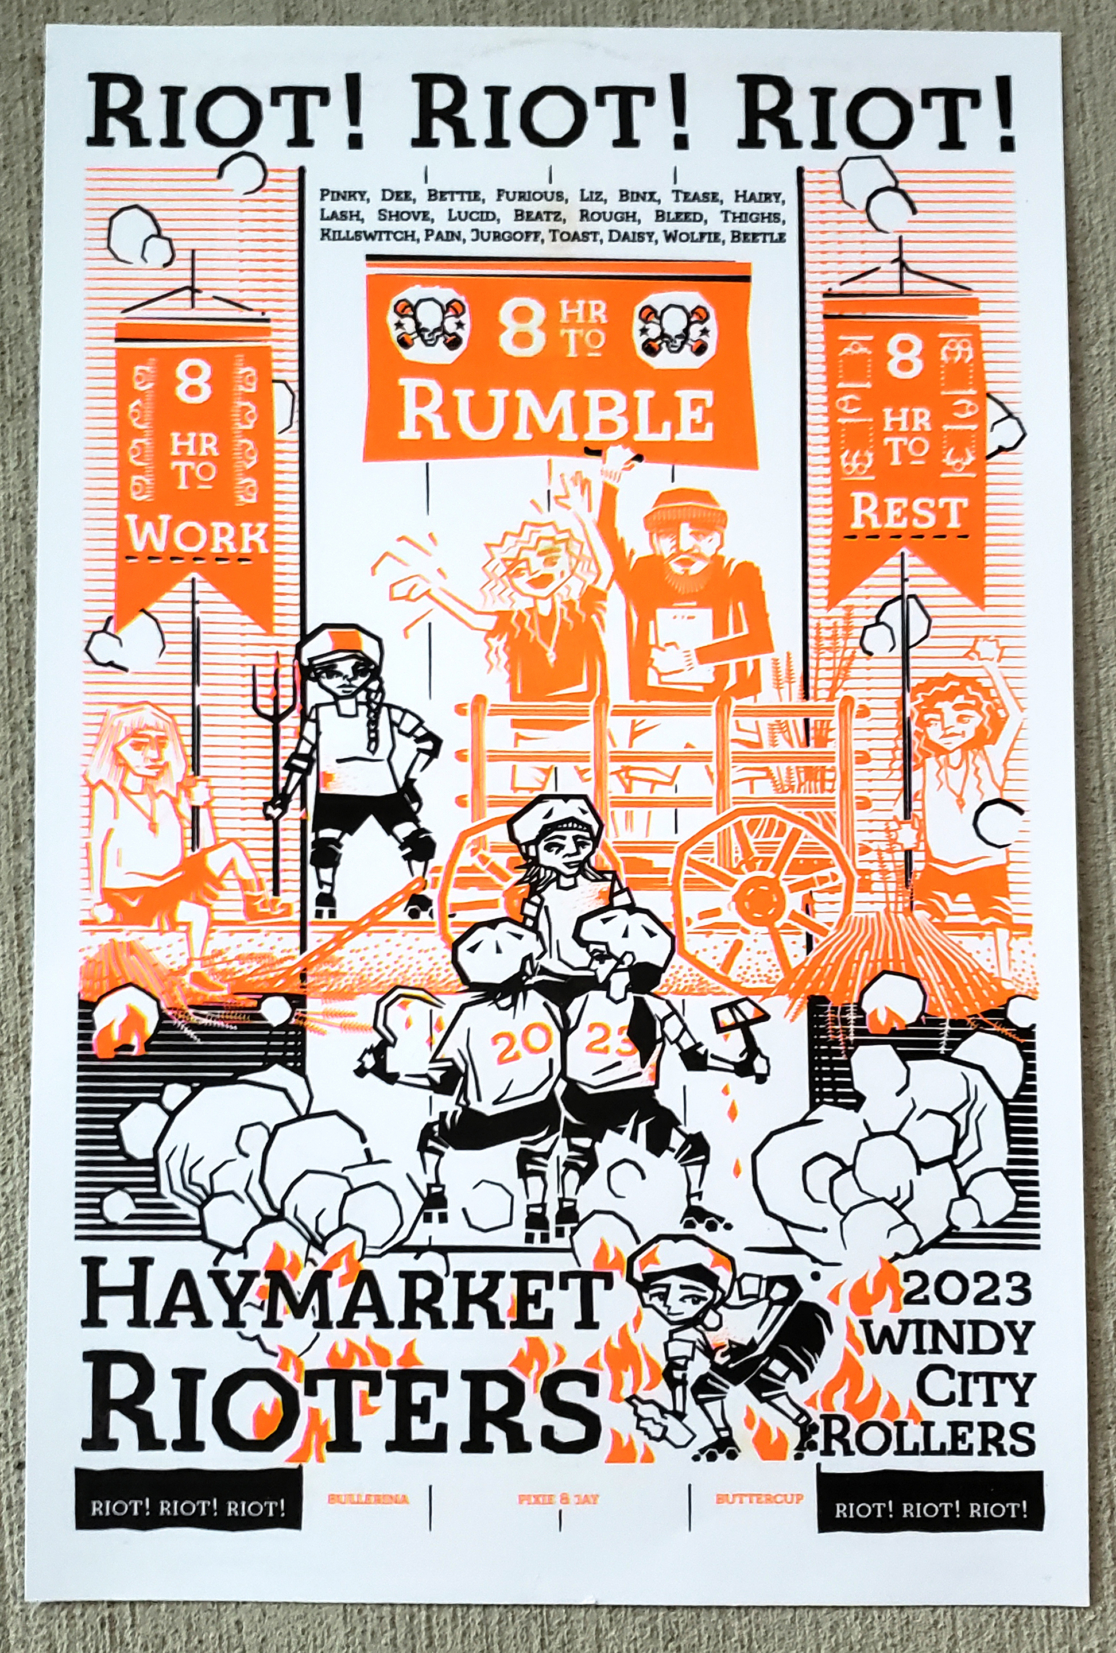 RIOT! RIOT! RIOT!
PINKY, DEE, BETTIE, FURIOUS, LIZ, BINX, TEASE, HAIRY,
LASH, SHOVE, LUCID, BEATZ, ROUGH, BLEED, THIGHS,
KILLSWITCH, PAIN, JURGOFF, TOAST, DAISY, WOLFIE, BEETLE
8 HR TO
RUMBLE
8
HR
TO
WORK
8
HR
TO
REST
2023
HAYMARKET
RIOTERS
2023
WINDY
CITY
ROLLERS
RIOT! RIOT! RIOT!
BULLERINA
PIXIE & JAY
BUTTERCUP
RIOT! RIOT! RIOT!